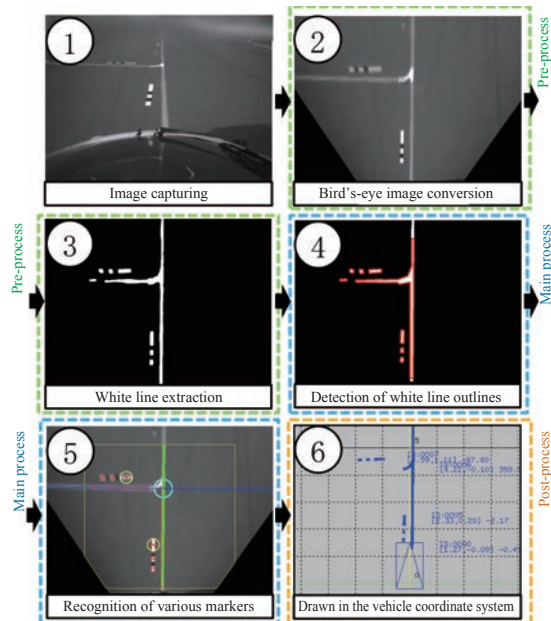 1
Image capturing
2
Bird's-eye image conversion
Pre-process
Pre-process
3
White line extraction
4
Detection of white line outlines
Main process
Main process
5
Recognition of various markers
6
5
0
Drawn in the vehicle coordinate system
Post-process